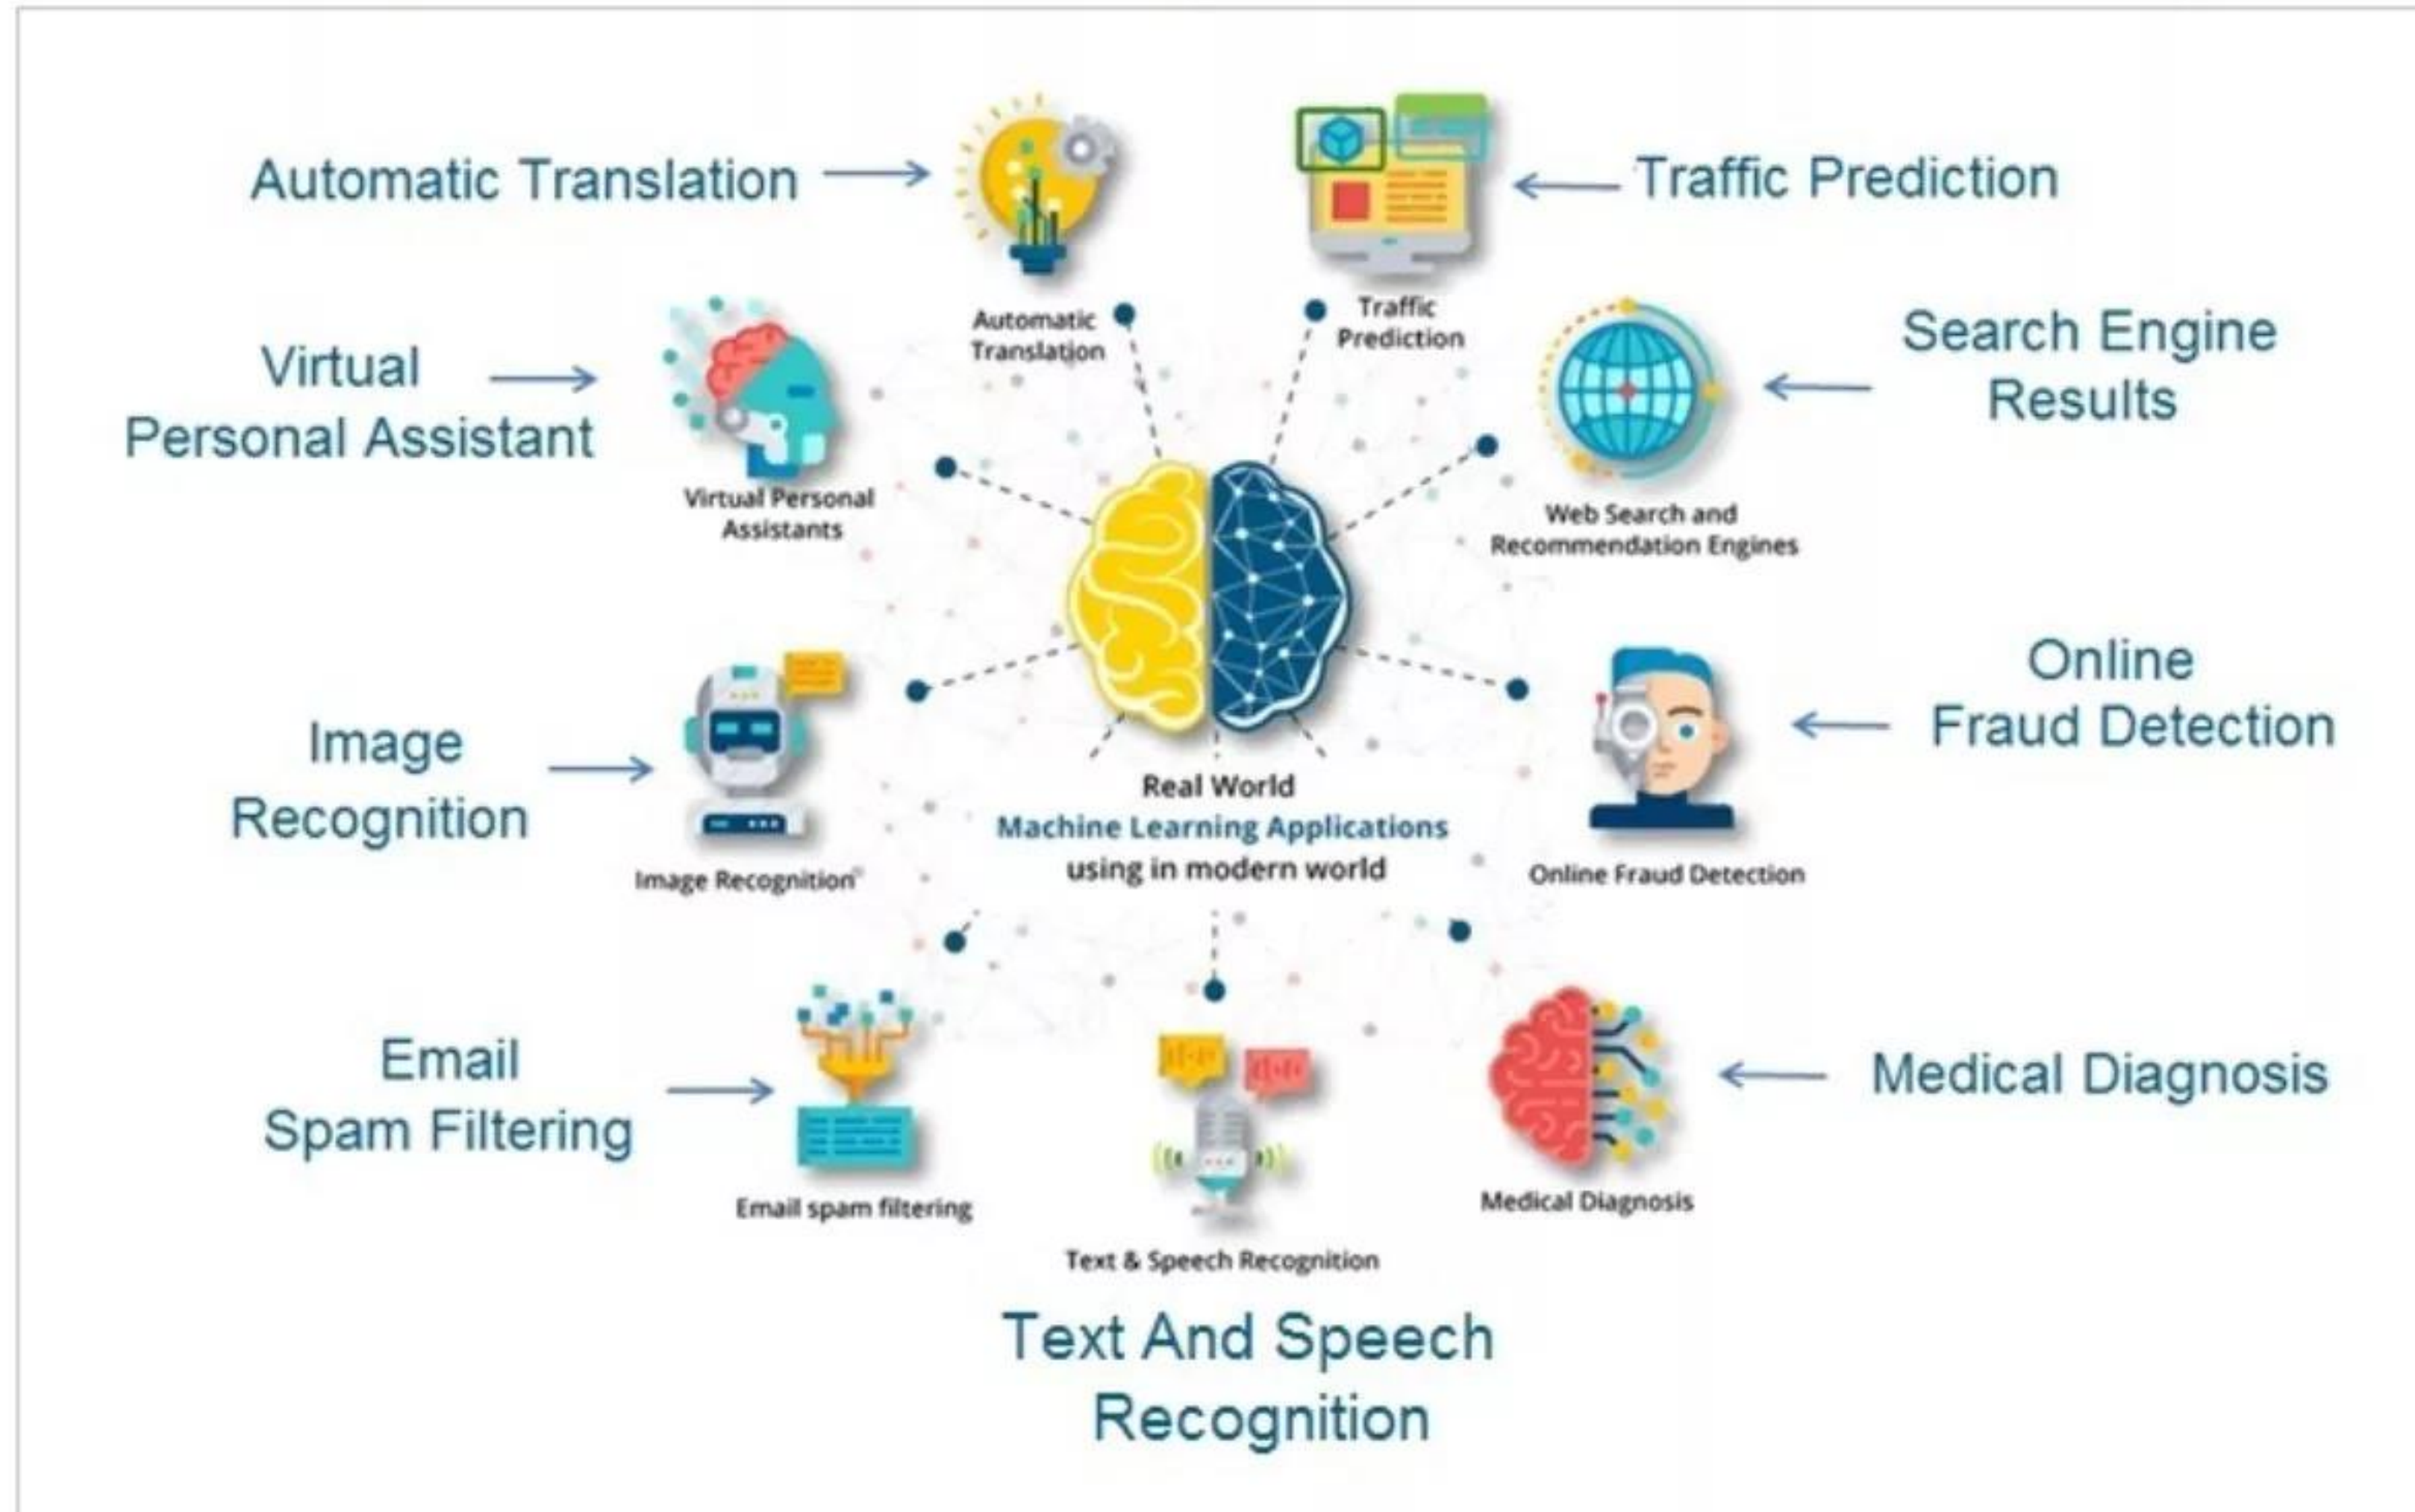 Automatic Translation
Traffic Prediction
Automatic
Translation
Traffic
Prediction
Virtual
Personal Assistant
Virtual Personal
Assistants
Search Engine
Results
Web Search and
Recommendation Engines
Image
Recognition
Image Recognition
Real World
Machine Learning Applications
using in modern world
Online
Fraud Detection
Online Fraud Detection
Email
Spam Filtering
Email spam filtering
Text & Speech Recognition
Text And Speech
Recognition
Medical Diagnosis
Medical Diagnosis